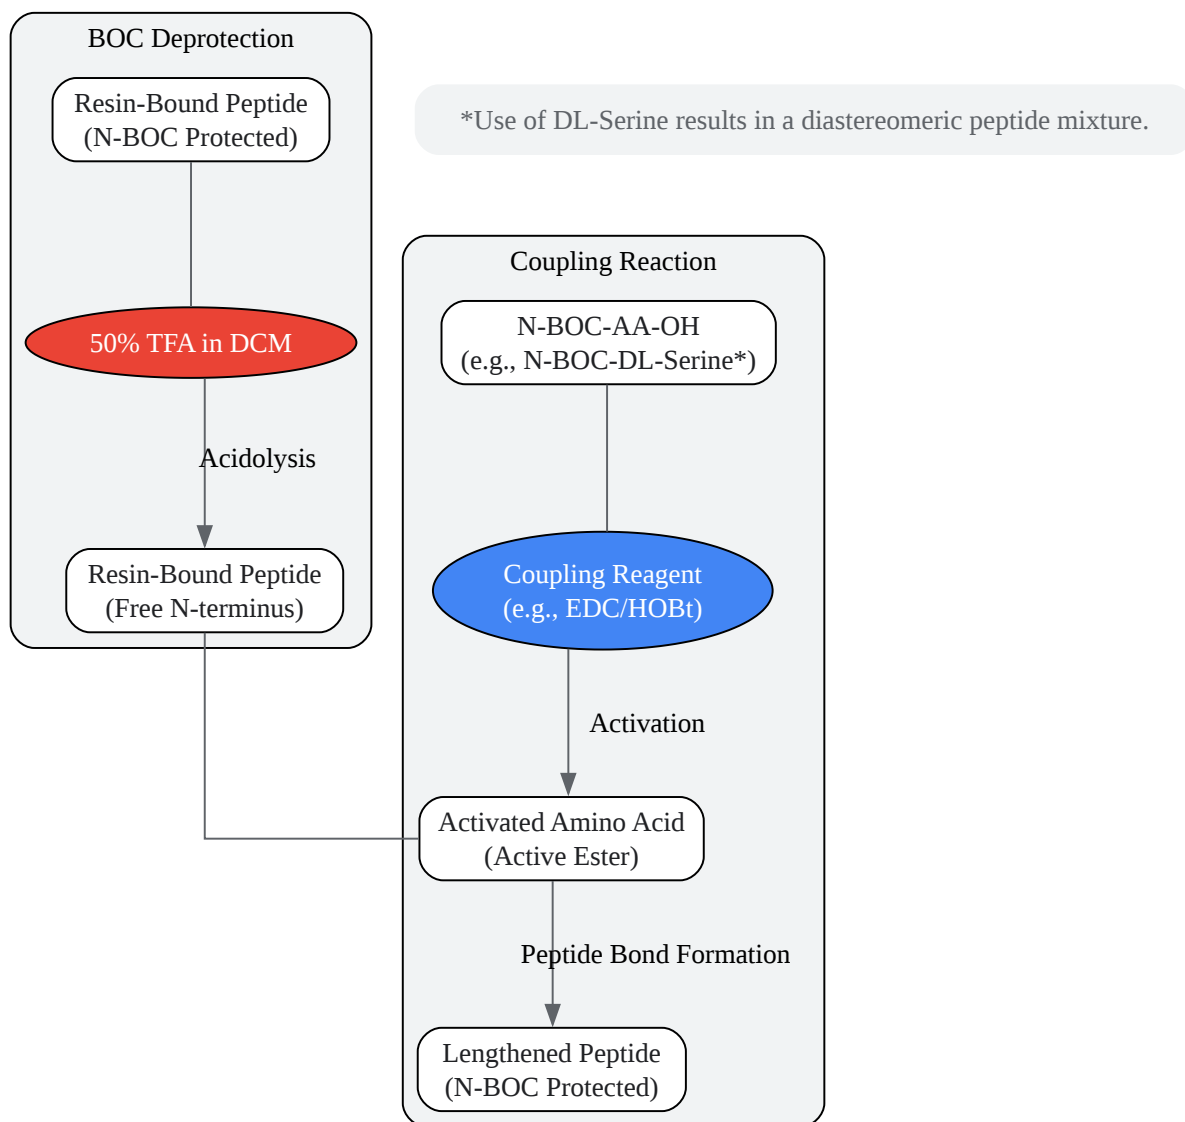 BOC Deprotection
Resin-Bound Peptide
(N-BOC Protected)
50% TFA in DCM
Acidolysis
Resin-Bound Peptide
(Free N-terminus)
*Use of DL-Serine results in a diastereomeric peptide mixture.
Coupling Reaction
N-BOC-AA-OH
(e.g., N-BOC-DL-Serine*)
Coupling Reagent
(e.g., EDC/HOBt)
Activation
Activated Amino Acid
(Active Ester)
Peptide Bond Formation
Lengthened Peptide
(N-BOC Protected)